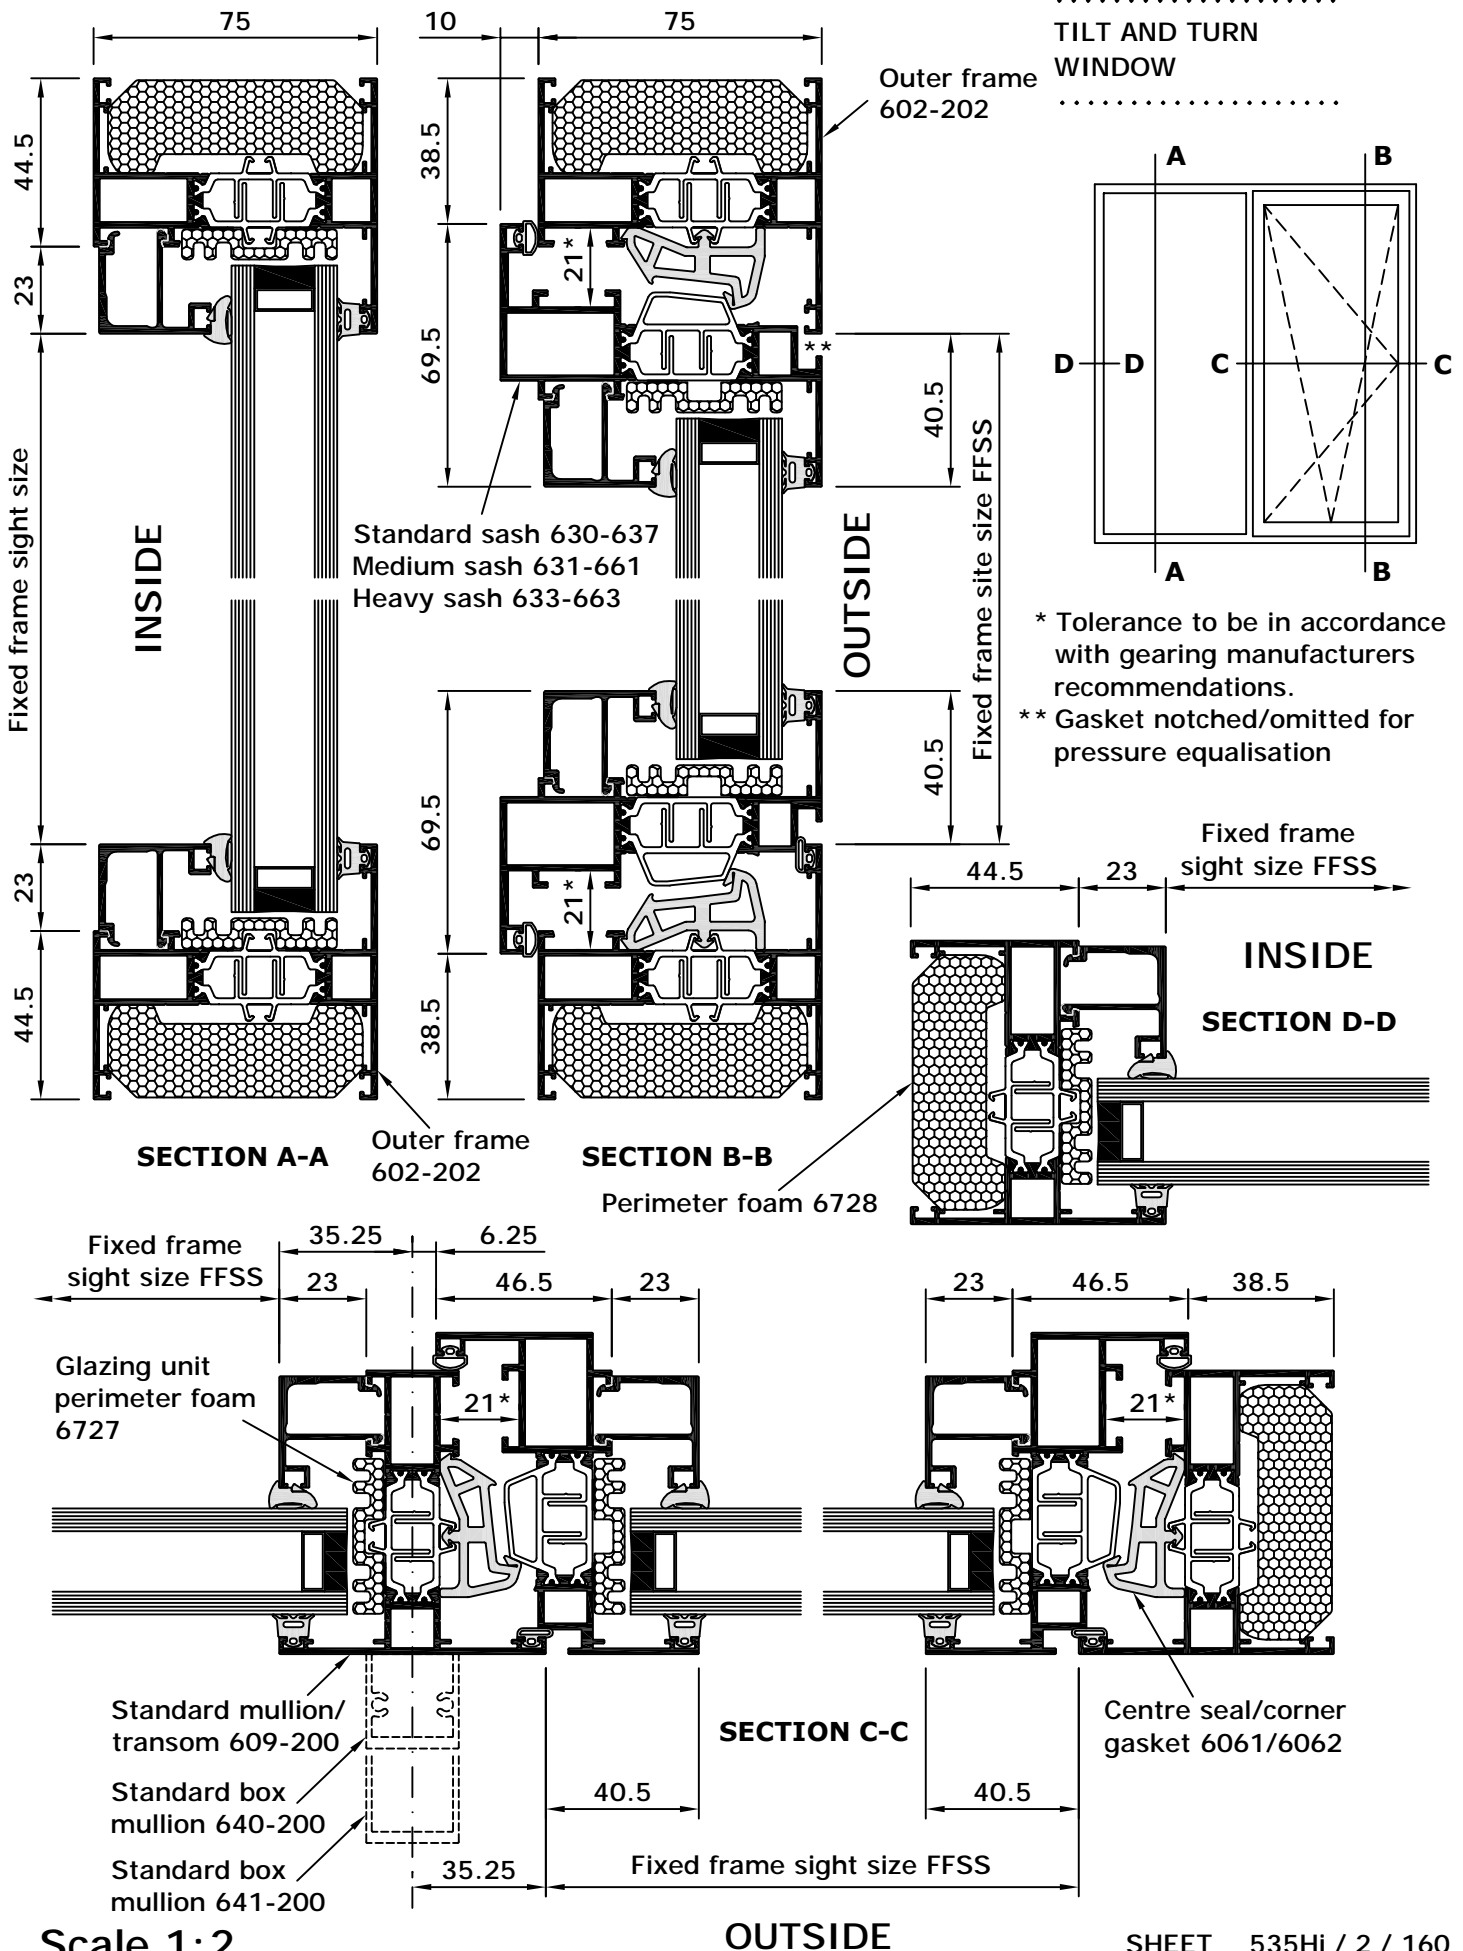 75
10
75
TILT AND TURN
WINDOW
Outer frame
602-202
44.5
23
38.5
69.5
21*
**
40.5
Fixed frame sight size
INSIDE
Standard sash 630-637
Medium sash 631-661
Heavy sash 633-663
OUTSIDE
Fixed frame site size FFSS
A
B
D
D
C
C
A
B
* Tolerance to be in accordance
with gearing manufacturers
recommendations.
** Gasket notched/omitted for
pressure equalisation
23
44.5
69.5
21*
38.5
40.5
SECTION A-A
Outer frame
602-202
SECTION B-B
Perimeter foam 6728
Fixed frame
sight size FFSS
44.5
23
INSIDE
SECTION D-D
Fixed frame
sight size FFSS
35.25
6.25
23
46.5
23
23
46.5
38.5
Glazing unit
perimeter foam
6727
21*
21*
Standard mullion/
transom 609-200
Standard box
mullion 640-200
Standard box
mullion 641-200
SECTION C-C
Centre seal/corner
gasket 6061/6062
40.5
40.5
35.25
Fixed frame sight size FFSS
OUTSIDE
Scale 1:2
SHEET 535Hi / 2 / 160